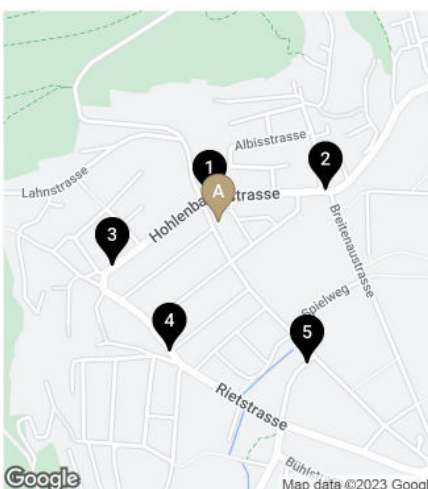 Albisstrasse
1
2
Lahnstrasse
A
Hohlenba strasse
3
Breitenaustrasse
Spielweg
4
5
Rietstrasse
Google
Map data ©2023 Googl